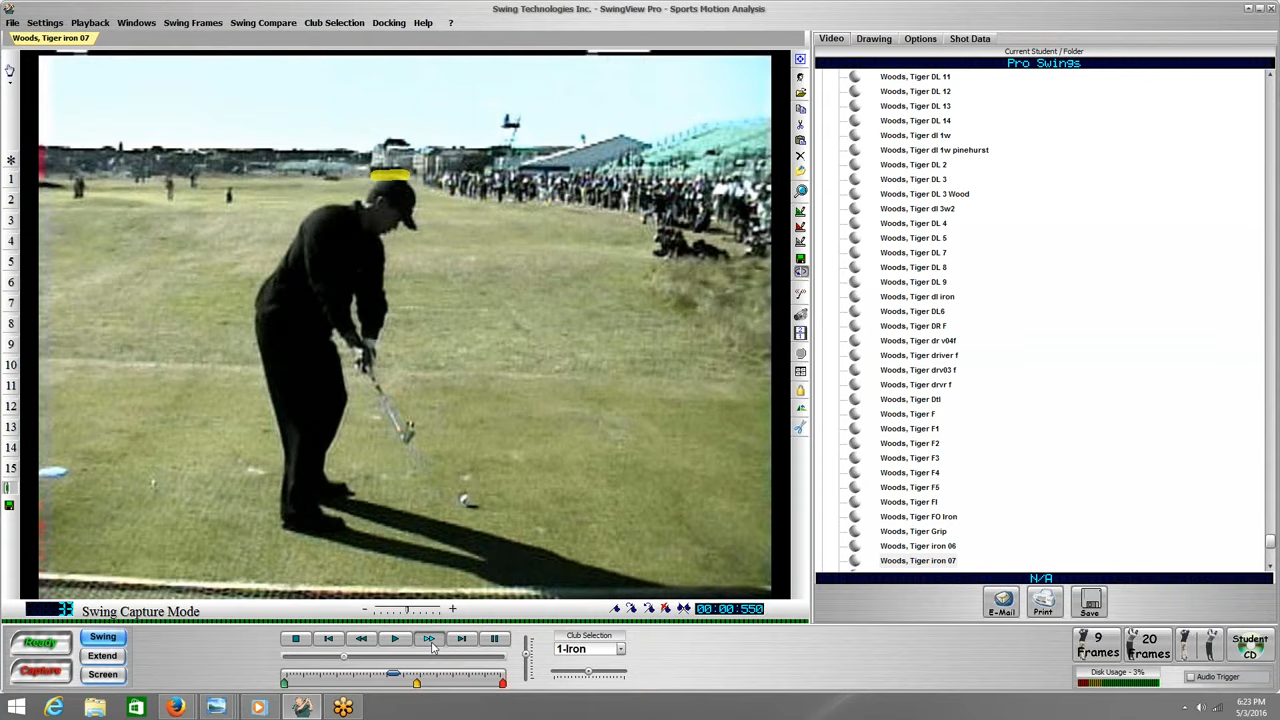 Swing Technologies Inc. - SwingView Pro - Sports Motion Analysis
File Settings Playback Windows Swing Frames Swing Compare Club Selection Docking Help ?
Woods, Tiger iron 07
Video Drawing Options Shot Data
Current Student / Folder
Pro Swings
Woods, Tiger DL 11
Woods, Tiger DL 12
Woods, Tiger DL 13
Woods, Tiger DL 14
Woods, Tiger dl 1w
Woods, Tiger dl 1w pinehurst
Woods, Tiger DL 2
Woods, Tiger DL 3
Woods, Tiger DL 3 Wood
Woods, Tiger dl 3w2
Woods, Tiger DL 4
Woods, Tiger DL 5
Woods, Tiger DL 7
Woods, Tiger DL 8
Woods, Tiger DL 9
Woods, Tiger dl iron
Woods, Tiger DL6
Woods, Tiger DR F
Woods, Tiger dr v04f
Woods, Tiger driver f
Woods, Tiger drv03 f
Woods, Tiger drvr f
Woods, Tiger Dtl
Woods, Tiger F
Woods, Tiger F1
Woods, Tiger F2
Woods, Tiger F3
Woods, Tiger F4
Woods, Tiger F5
Woods, Tiger FI
Woods, Tiger FO Iron
Woods, Tiger Grip
Woods, Tiger iron 06
Woods, Tiger iron 07
N/A
1
2
3
4
5
6
7
8
9
10
11
12
13
14
15
Swing Capture Mode
- +
00:00:550
E-Mail Print Save
Ready Swing
Extend
Capture Screen
Club Selection
1-Iron
9 Frames
20 Frames
Student CD
Disk Usage - 3%
Audio Trigger
6:23 PM
5/3/2016